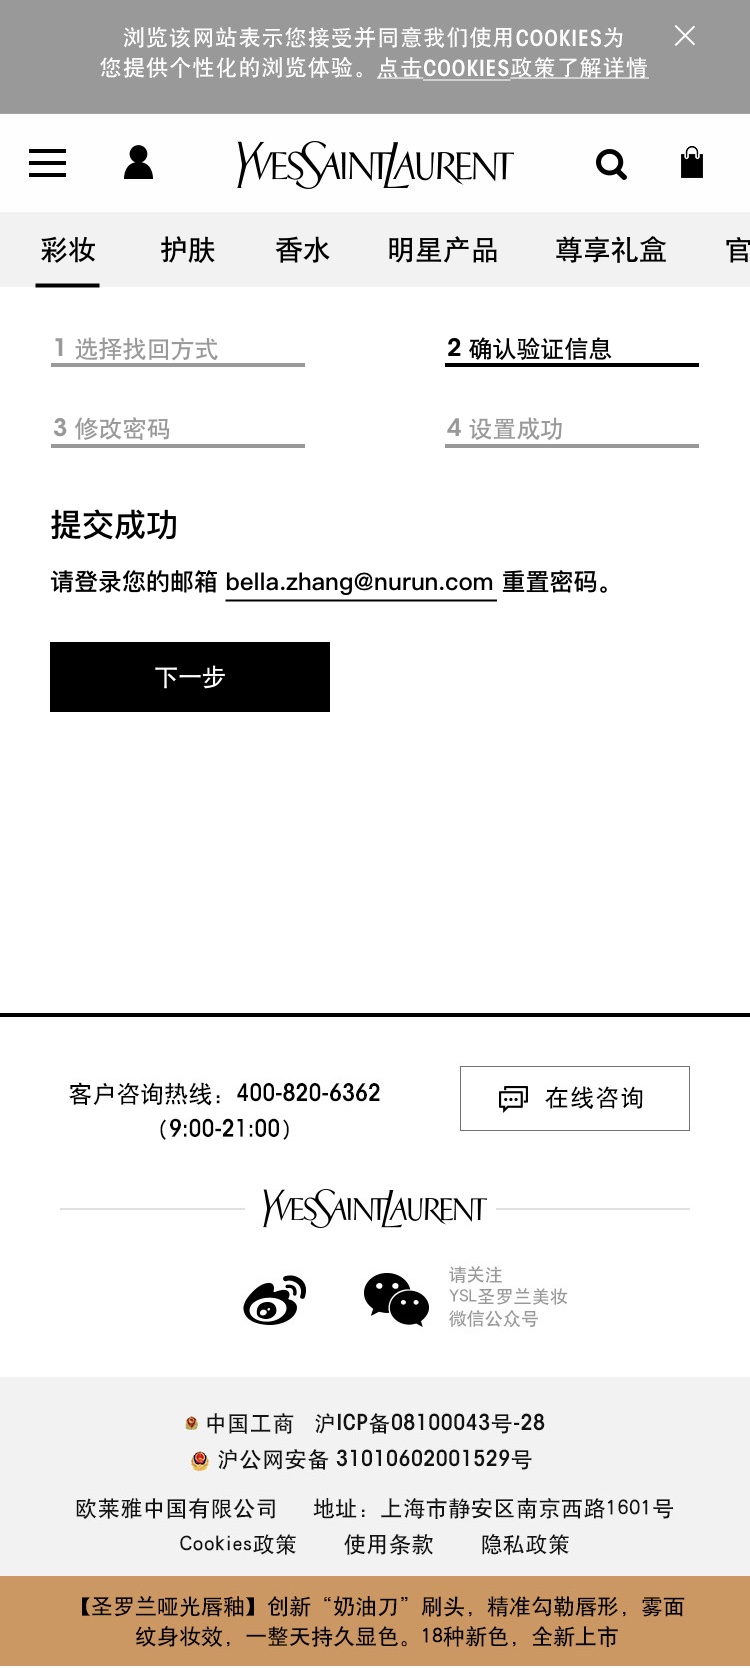 浏览该网站表示您接受并同意我们使用COOKIES为
您提供个性化的浏览体验。点击COOKIES政策了解详情
YVESSAINTLAURENT
彩妆 护肤 香水 明星产品 尊享礼盒 官
1 选择找回方式 2 确认验证信息
3 修改密码 4 设置成功
提交成功
请登录您的邮箱 bella.zhang@nurun.com 重置密码。
下一步
客户咨询热线：400-820-6362
（9:00-21:00）
在线咨询
YVESSAINTLAURENT
请关注
YSL圣罗兰美妆
微信公众号
中国工商 沪ICP备08100043号-28
沪公网安备 31010602001529号
欧莱雅中国有限公司 地址：上海市静安区南京西路1601号
Cookies政策 使用条款 隐私政策
【圣罗兰哑光唇釉】创新“奶油刀”刷头，精准勾勒唇形，雾面
纹身妆效，一整天持久显色。18种新色，全新上市